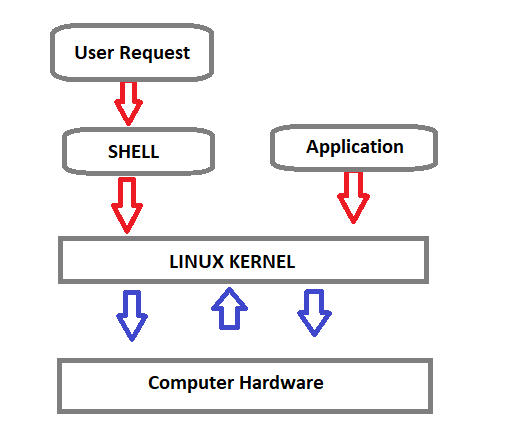 User Request
SHELL
Application
LINUX KERNEL
Computer Hardware